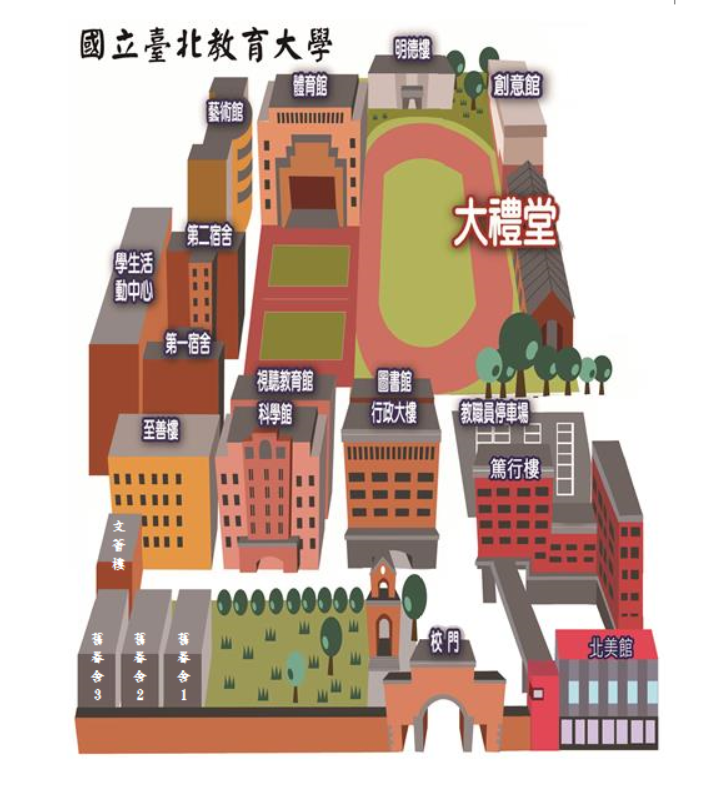 國立臺北教育大學
明德樓
體育館
創意館
藝術館
大禮堂
第二宿舍
學生活
動中心
第一宿舍
視聽教育館
圖書館
科學館
行政大樓
教職員停車場
至善樓
篤行樓
文薈樓
校門
北美館
舊眷舍3
舊眷舍2
舊眷舍1